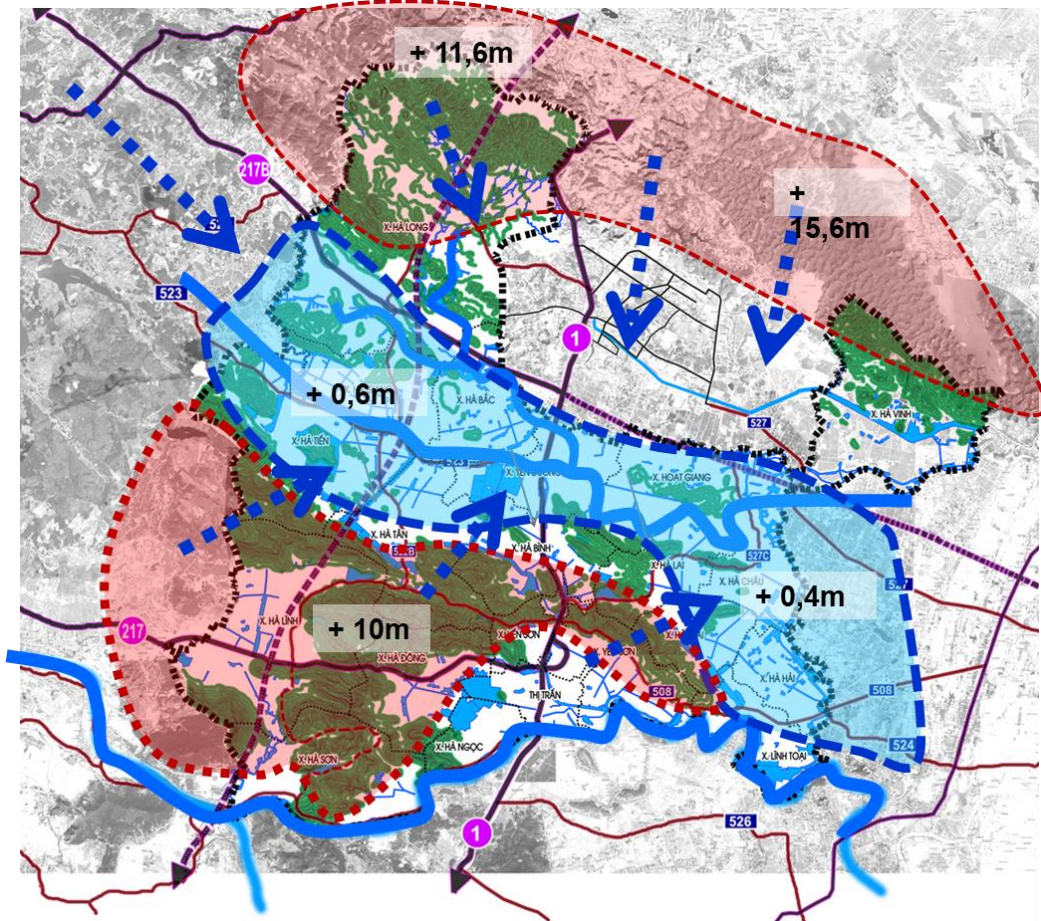 + 11,6m
217B
X. HÀ LONG
+
15,6m
523
1
+ 0,6m
X. HÀ BẮC
X. HÀ VINH
527
X. HÀ TIẾN
X. HOẠT GIANG
X. HÀ TÂN
X. HÀ BÌNH
527C
X. HÀ LAI
X. HÀ CHÂU
+ 0,4m
217
X. HÀ LĨNH
+ 10m
X. HÀ ĐÔNG
THỊ TRẤN
508
X. HÀ HẢI
508
X. HÀ NGỌC
X. HÀ SƠN
524
X. LĨNH TOẠI
1
526